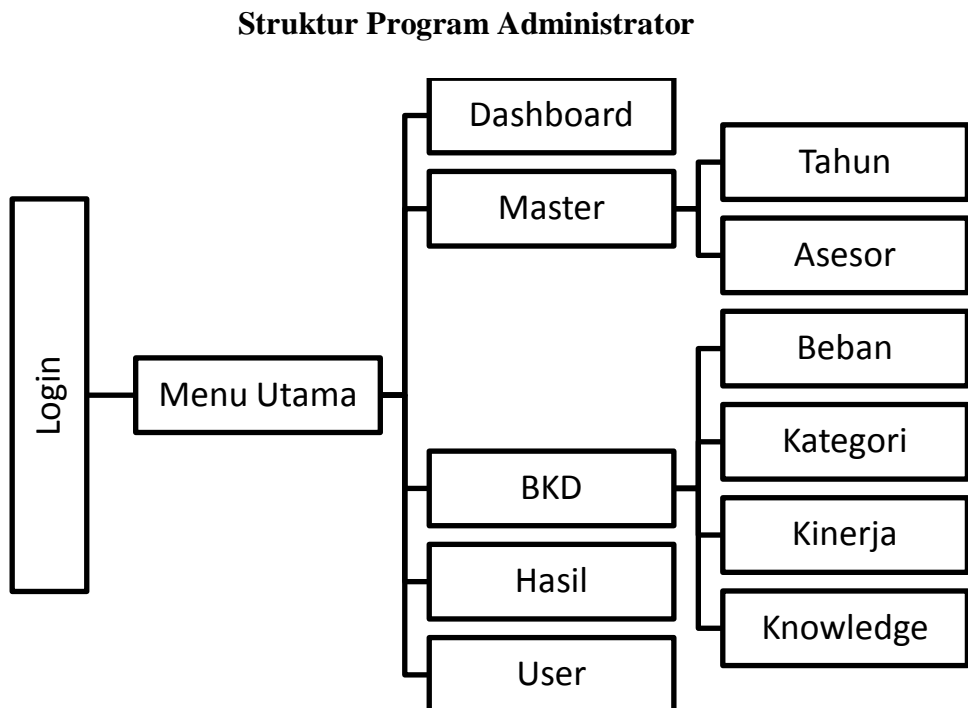 Struktur Program Administrator
Login
Menu Utama
Dashboard
Master
Tahun
Asesor
BKD
Beban
Kategori
Kinerja
Knowledge
Hasil
User